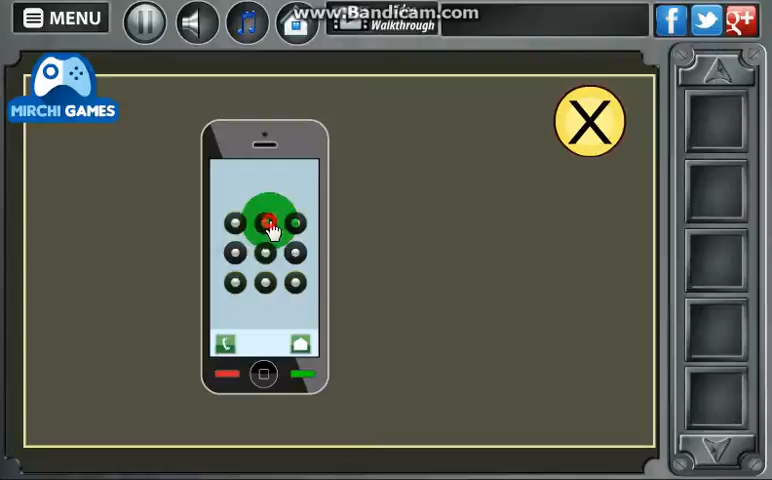 www.Bandicam.com
MENU
Walkthrough
f
g+
MIRCHI GAMES
X